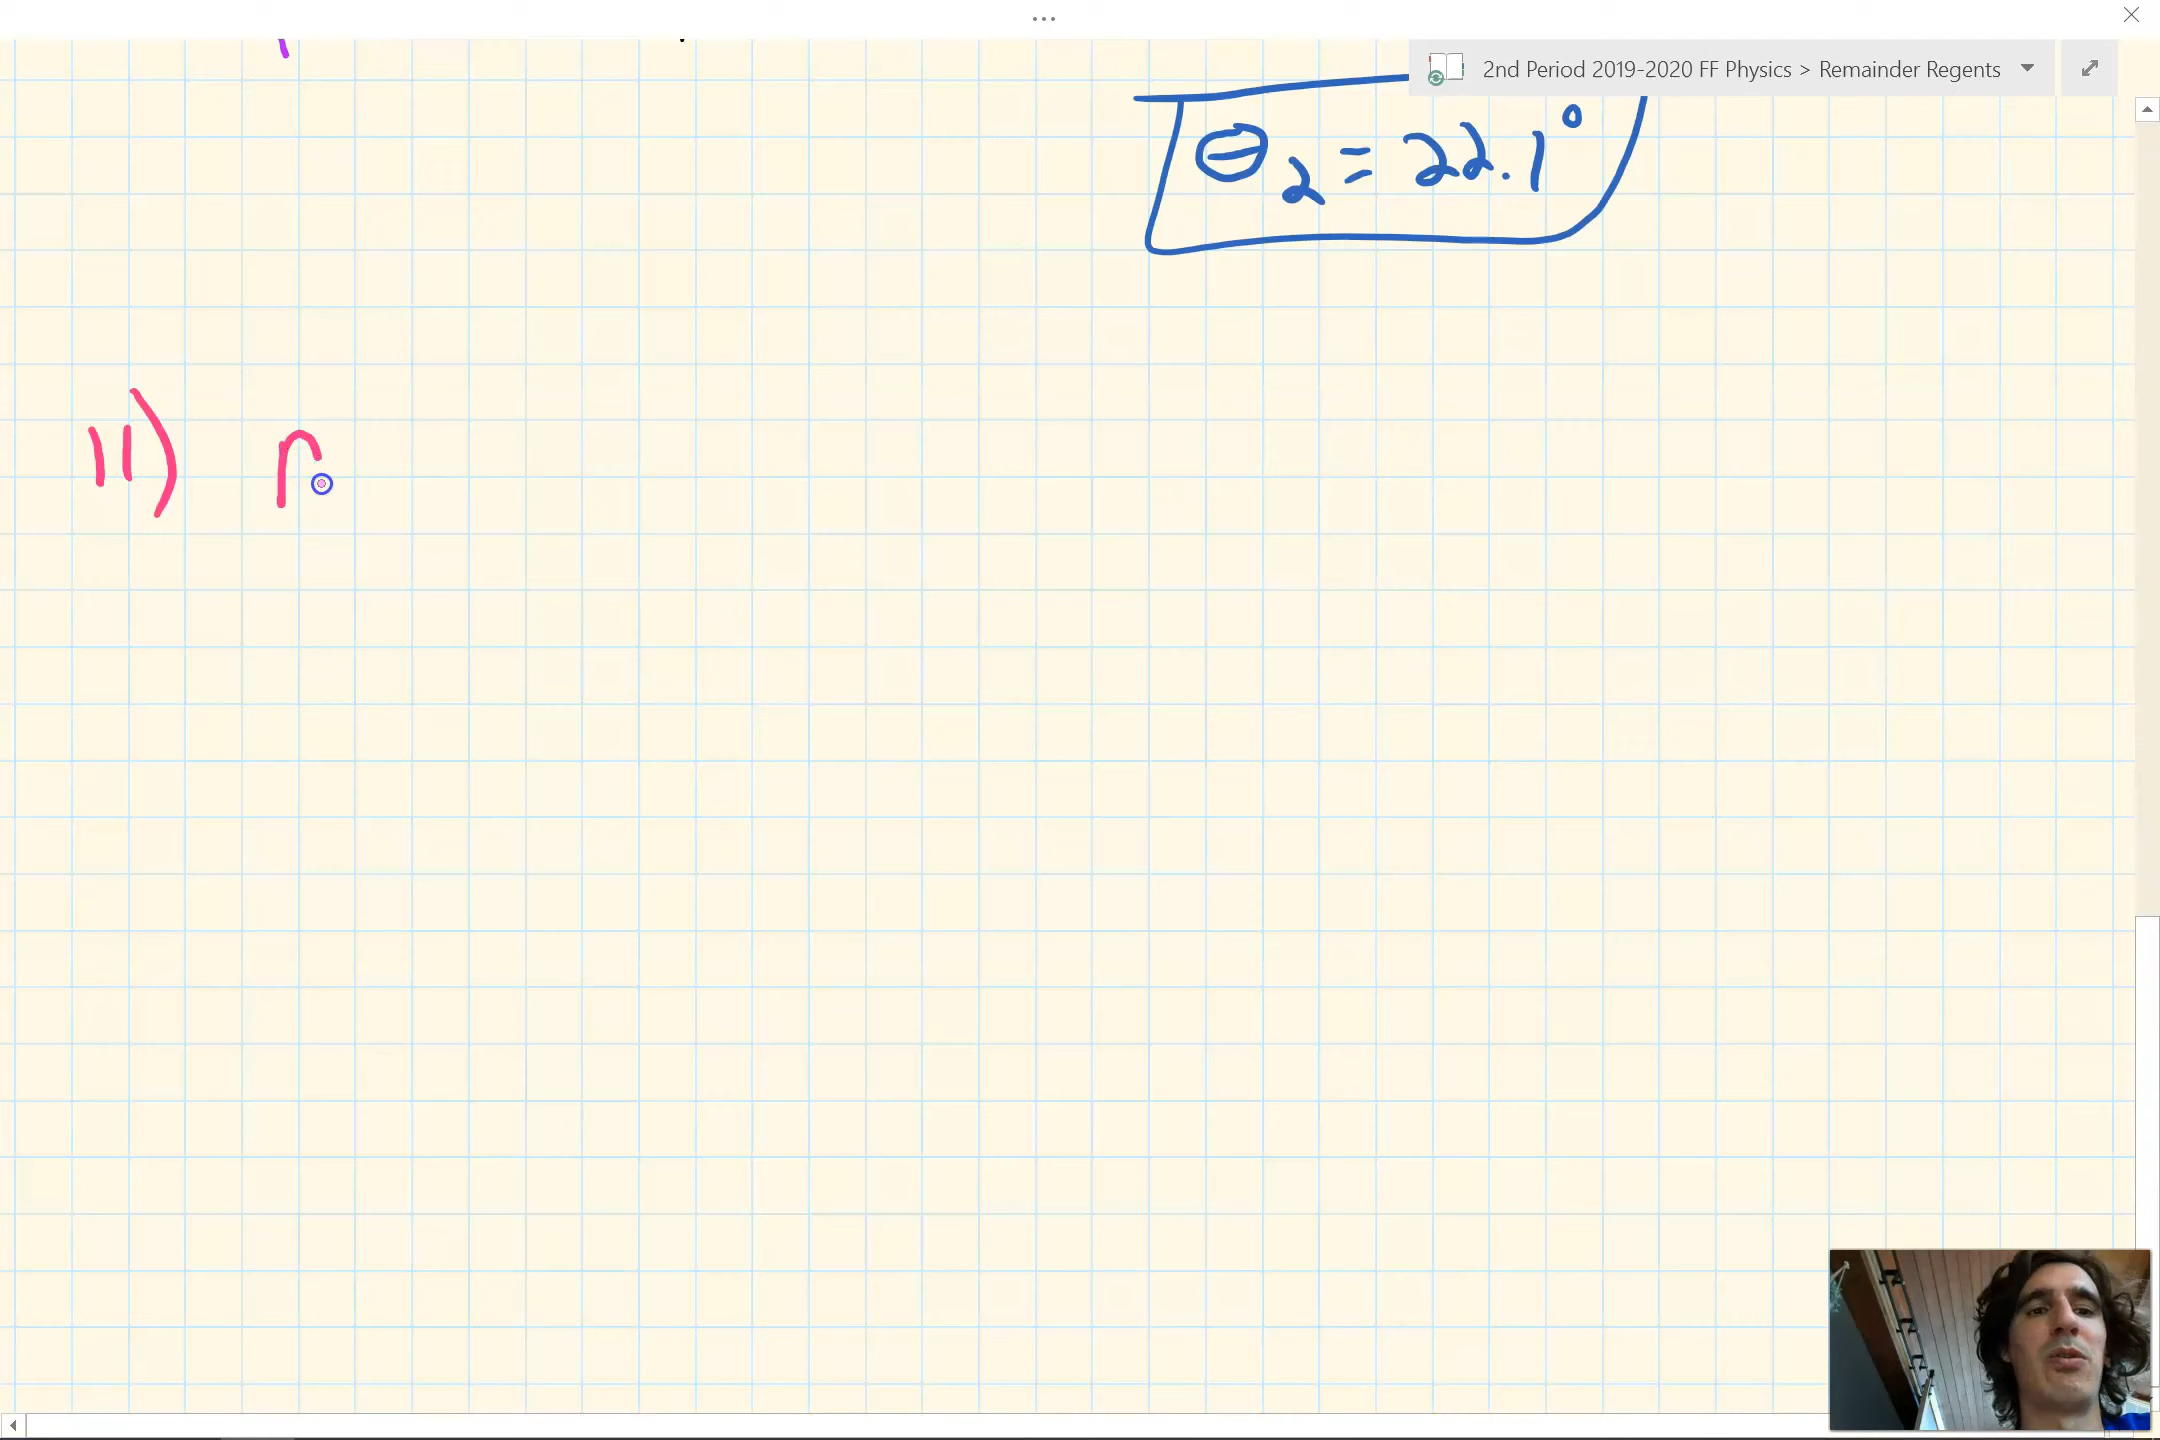 2nd Period 2019-2020 FF Physics > Remainder Regents
Θ₂ = 22.1°
11)